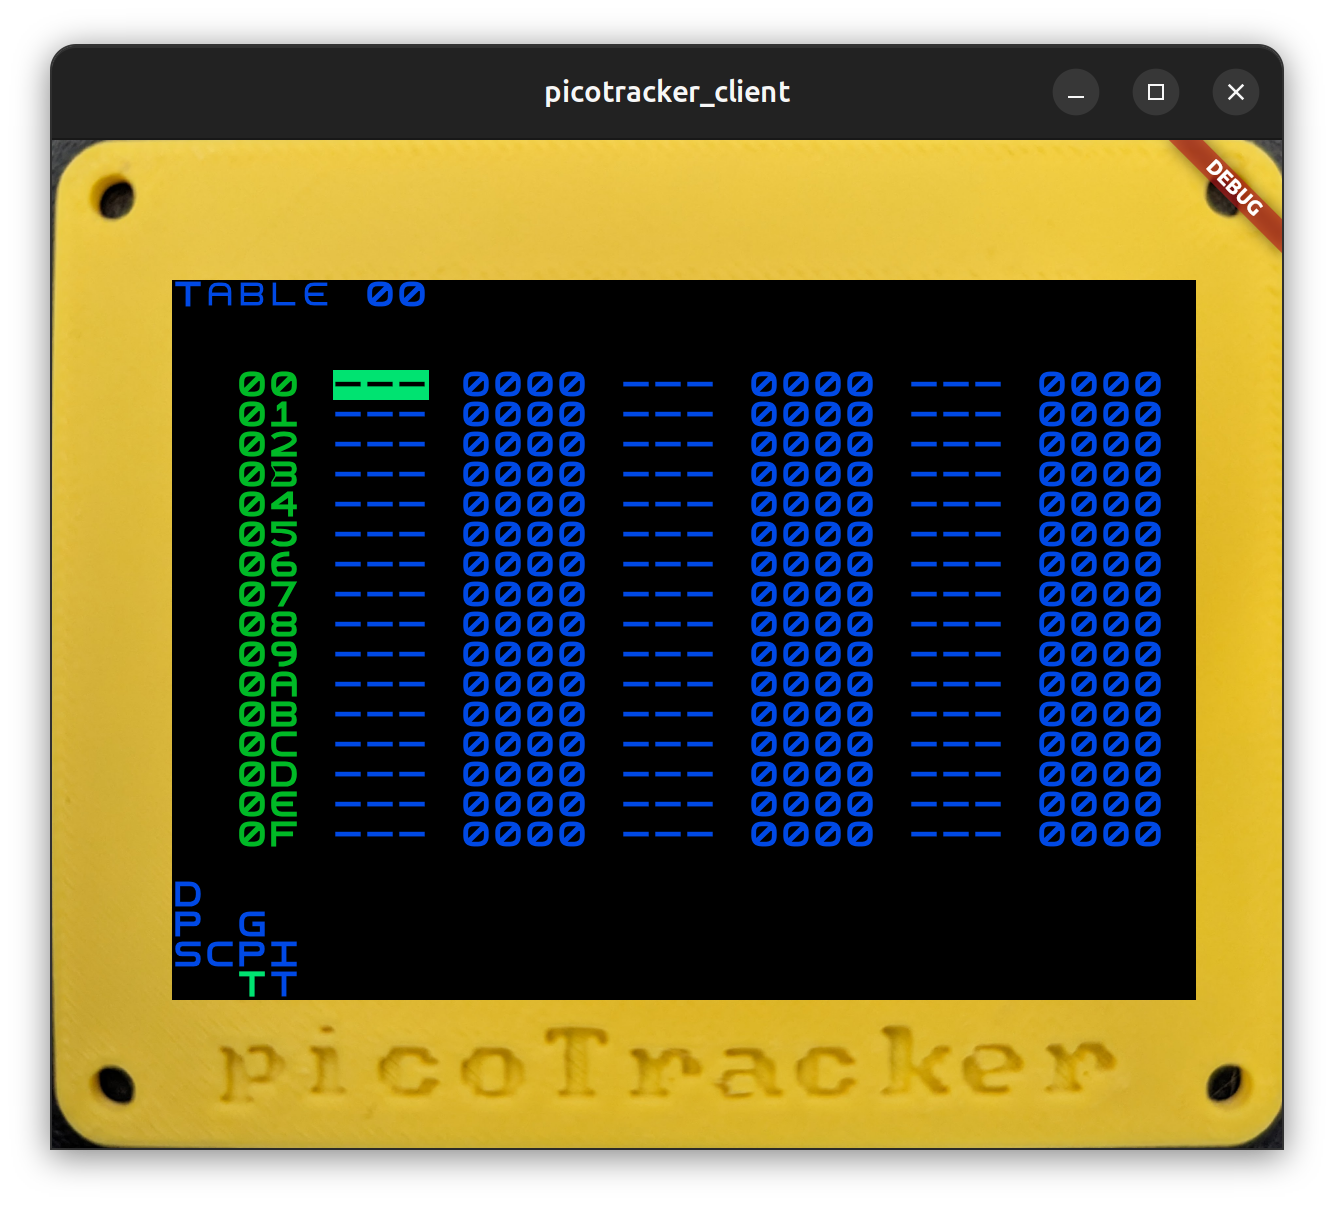 picotracker_client
DEBUG
TABLE 00
00 --- 0000 --- 0000 --- 0000
01 --- 0000 --- 0000 --- 0000
02 --- 0000 --- 0000 --- 0000
03 --- 0000 --- 0000 --- 0000
04 --- 0000 --- 0000 --- 0000
05 --- 0000 --- 0000 --- 0000
06 --- 0000 --- 0000 --- 0000
07 --- 0000 --- 0000 --- 0000
08 --- 0000 --- 0000 --- 0000
09 --- 0000 --- 0000 --- 0000
0A --- 0000 --- 0000 --- 0000
0B --- 0000 --- 0000 --- 0000
0C --- 0000 --- 0000 --- 0000
0D --- 0000 --- 0000 --- 0000
0E --- 0000 --- 0000 --- 0000
0F --- 0000 --- 0000 --- 0000
D
P G
SCPI
TT
picoTracker